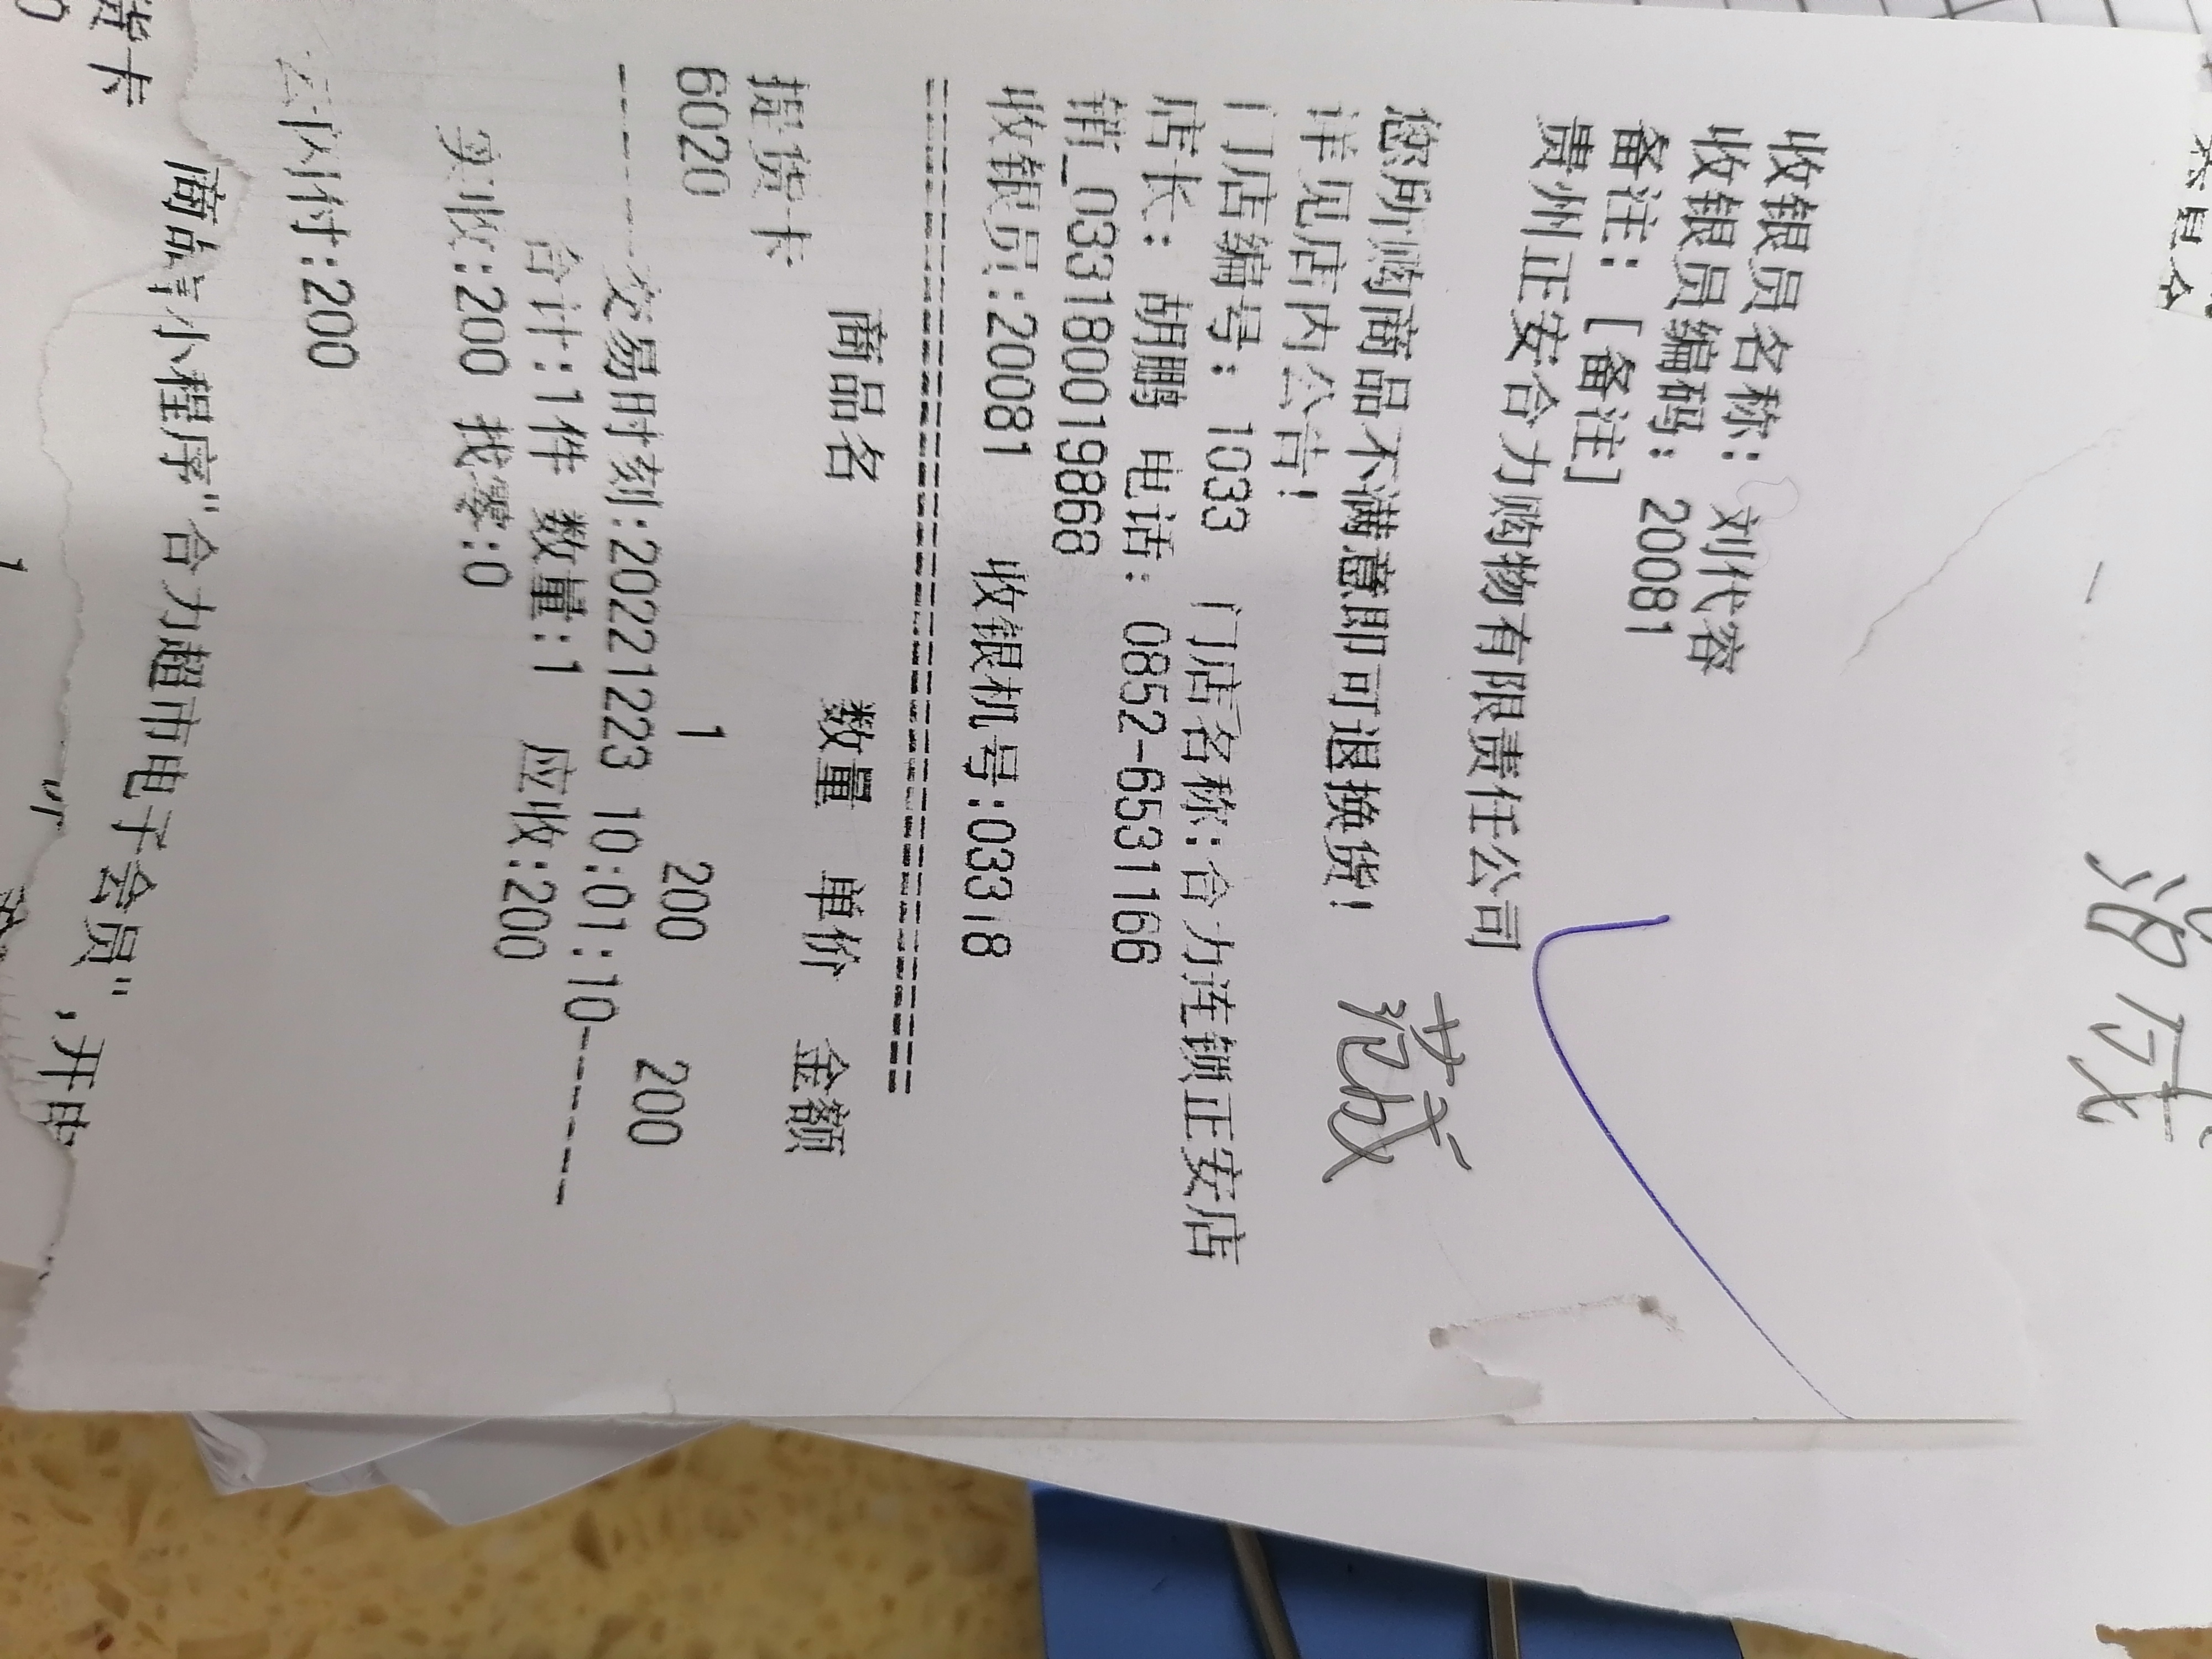 收银员名称：刘代容
收银员编码：20081
备注：[备注]
贵州正安合力购物有限责任公司
您所购商品不满意即可退换货！
详见店内公告！
范成
门店编号：1033 门店名称：合力连锁正安店
店长：胡鹏 电话：0852-6531166
销_0331800019868
收银员:20081 收银机号:03318
==========================================
商品名 数量 单价 金额
提货卡
6020 1 200 200
------交易时刻:20221223 10:01:10------
合计:1件 数量:1 应收:200
实收:200 找零:0
云闪付:200
小程序"合力超市电子会员",开电
货卡